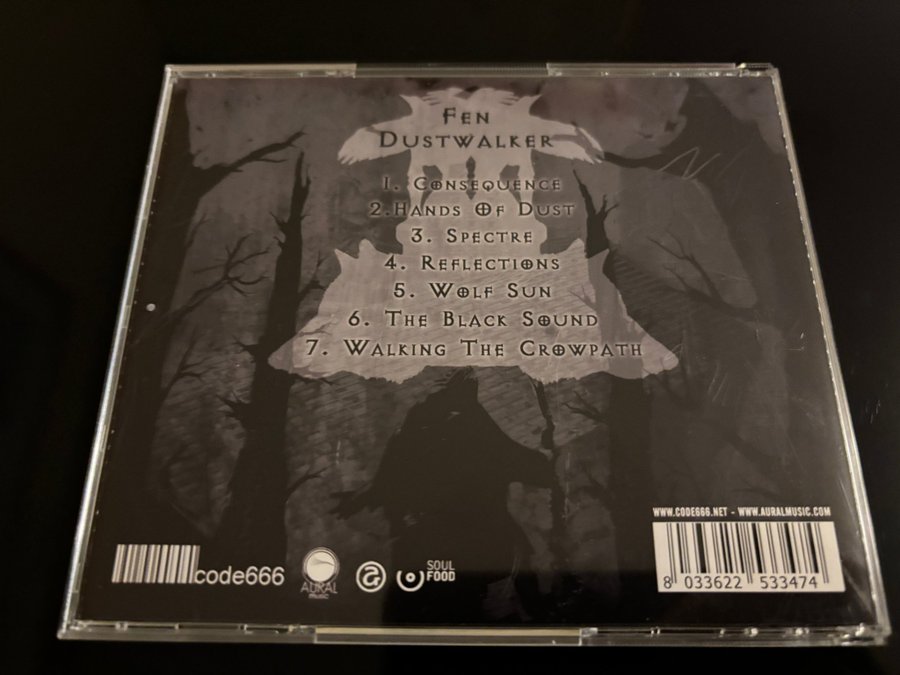 Fen
Dustwalker
1. Consequence
2.Hands Of Dust
3. Spectre
4. Reflections
5. Wolf Sun
6. The Black Sound
7. Walking The Crowpath
WWW.CODE666.NET - WWW.AURALMUSIC.COM
8 033622 533474
code666
AURAL
music
a
SOUL
FOOD